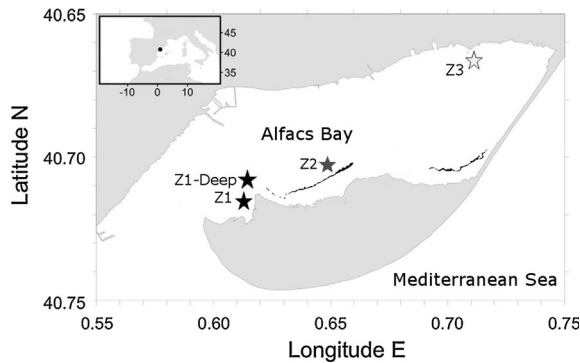 40.65
45
40
35
-10
0
10
Z3
Alfacs Bay
Latitude N
40.70
Z2
Z1-Deep
Z1
Mediterranean Sea
40.75
0.55
0.60
0.65
0.70
0.75
Longitude E